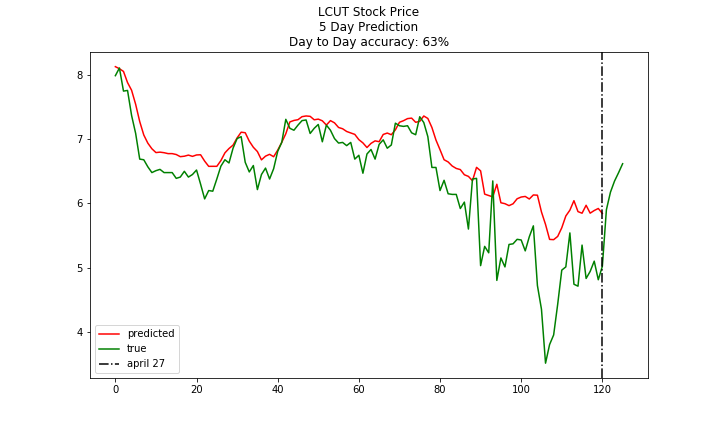 LCUT Stock Price
5 Day Prediction
Day to Day accuracy: 63%
8
7
6
5
4
predicted
true
april 27
0 20 40 60 80 100 120